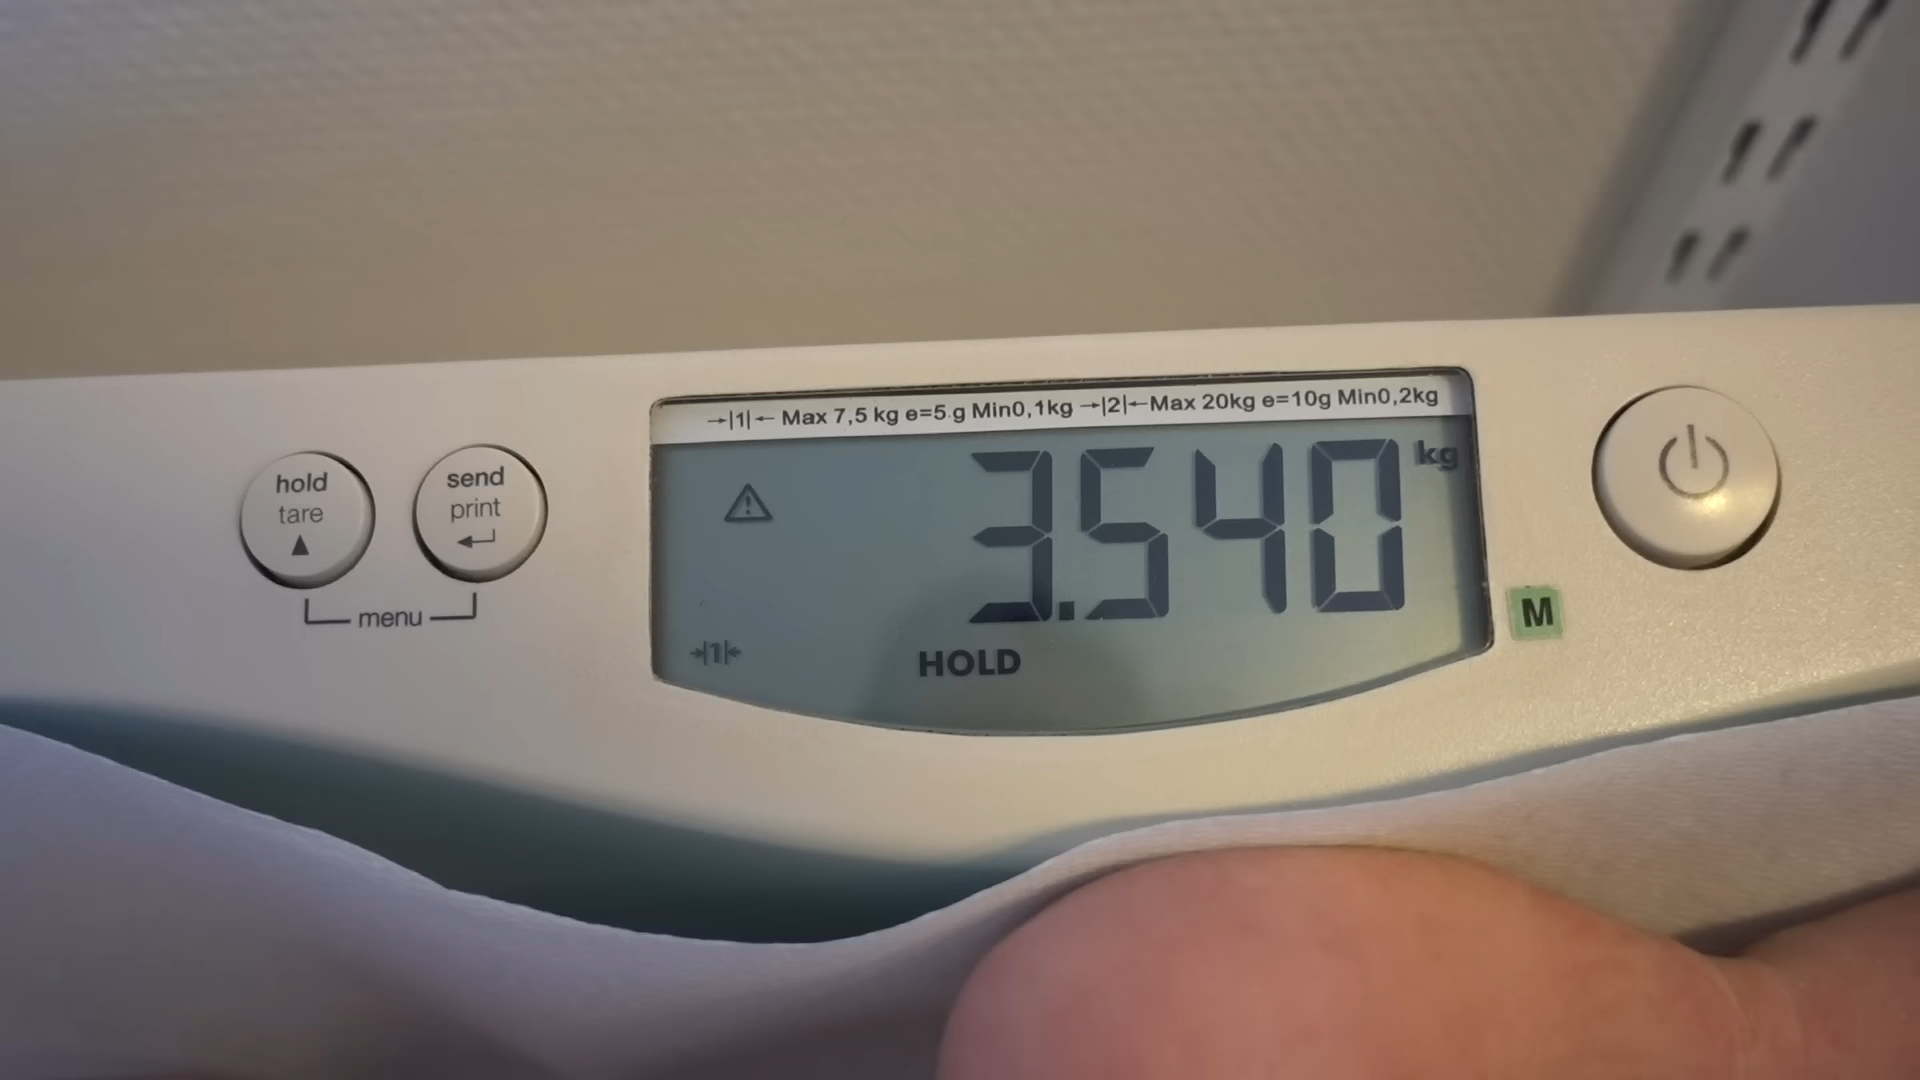 →|1|← Max 7,5 kg e=5 g Min0,1kg →|2|← Max 20kg e=10g Min0,2kg
hold
tare
send
print
menu
3.540 kg
→|1|←
HOLD
M